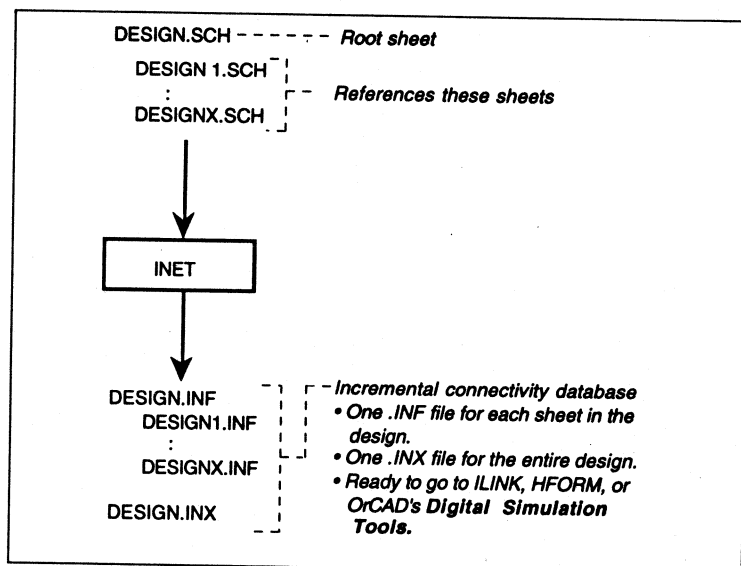 DESIGN.SCH Root sheet
DESIGN 1.SCH
:
DESIGNX.SCH
References these sheets
INET
DESIGN.INF
DESIGN1.INF
:
DESIGNX.INF
DESIGN.INX
Incremental connectivity database
• One .INF file for each sheet in the
design.
• One .INX file for the entire design.
• Ready to go to ILINK, HFORM, or
OrCAD's Digital Simulation
Tools.